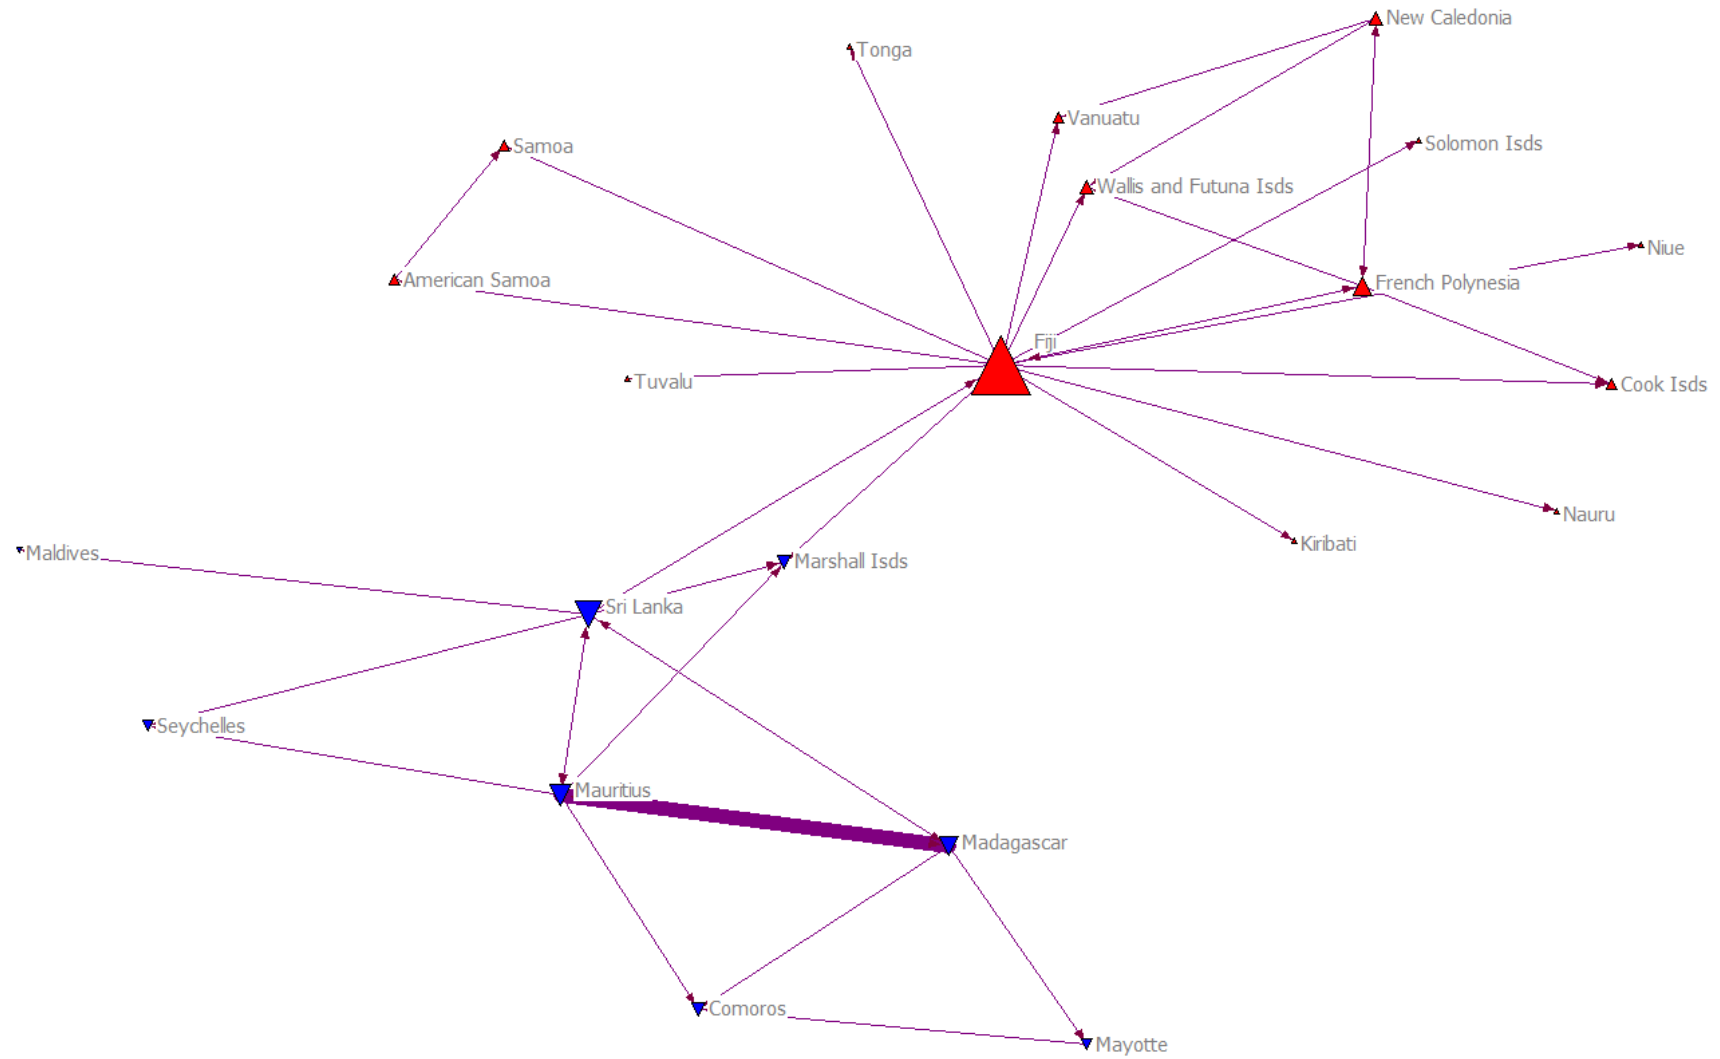 New Caledonia
Tonga
Vanuatu
Samoa
Solomon Isds
Wallis and Futuna Isds
Niue
American Samoa
French Polynesia
Fiji
Tuvalu
Cook Isds
Nauru
Kiribati
Maldives
Marshall Isds
Sri Lanka
Seychelles
Mauritius
Madagascar
Comoros
Mayotte